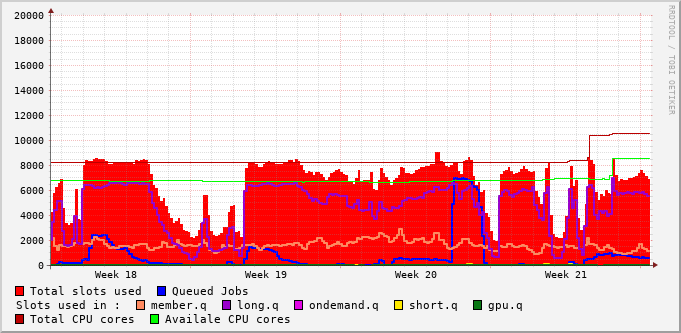 20000
18000
16000
14000
12000
10000
8000
6000
4000
2000
0
Week 18 Week 19 Week 20 Week 21
RRDTOOL / TOBI OETIKER
Total slots used Queued Jobs
Slots used in : member.q long.q ondemand.q short.q gpu.q
Total CPU cores Availale CPU cores